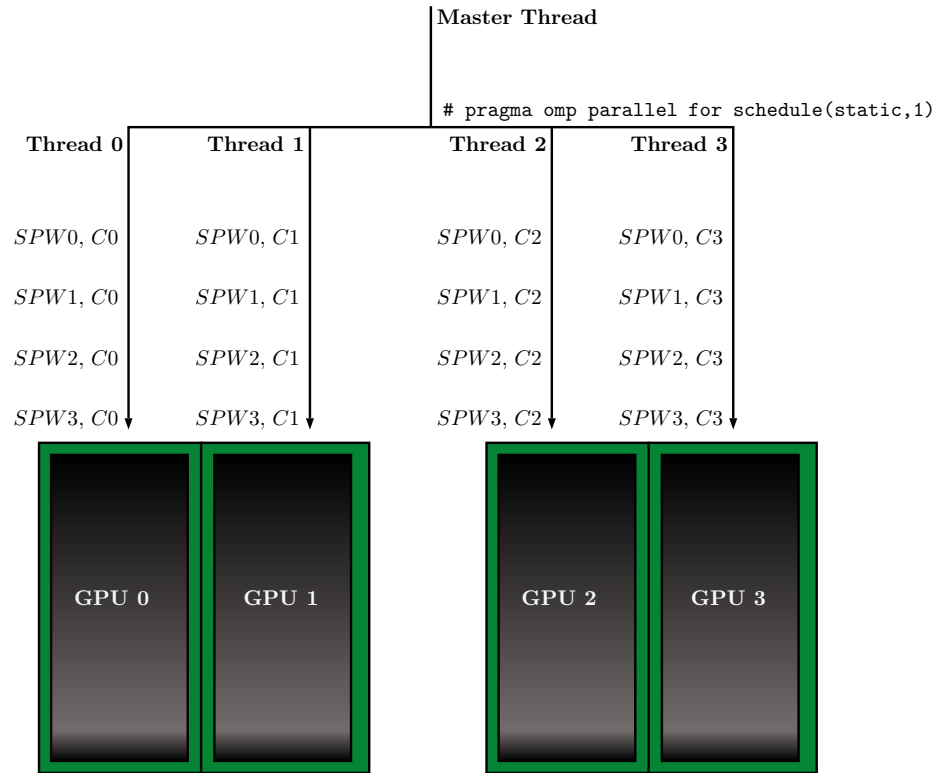 Master Thread
# pragma omp parallel for schedule(static,1)
Thread 0 Thread 1 Thread 2 Thread 3
SPW0, C0 SPW0, C1 SPW0, C2 SPW0, C3
SPW1, C0 SPW1, C1 SPW1, C2 SPW1, C3
SPW2, C0 SPW2, C1 SPW2, C2 SPW2, C3
SPW3, C0 SPW3, C1 SPW3, C2 SPW3, C3
GPU 0 GPU 1 GPU 2 GPU 3